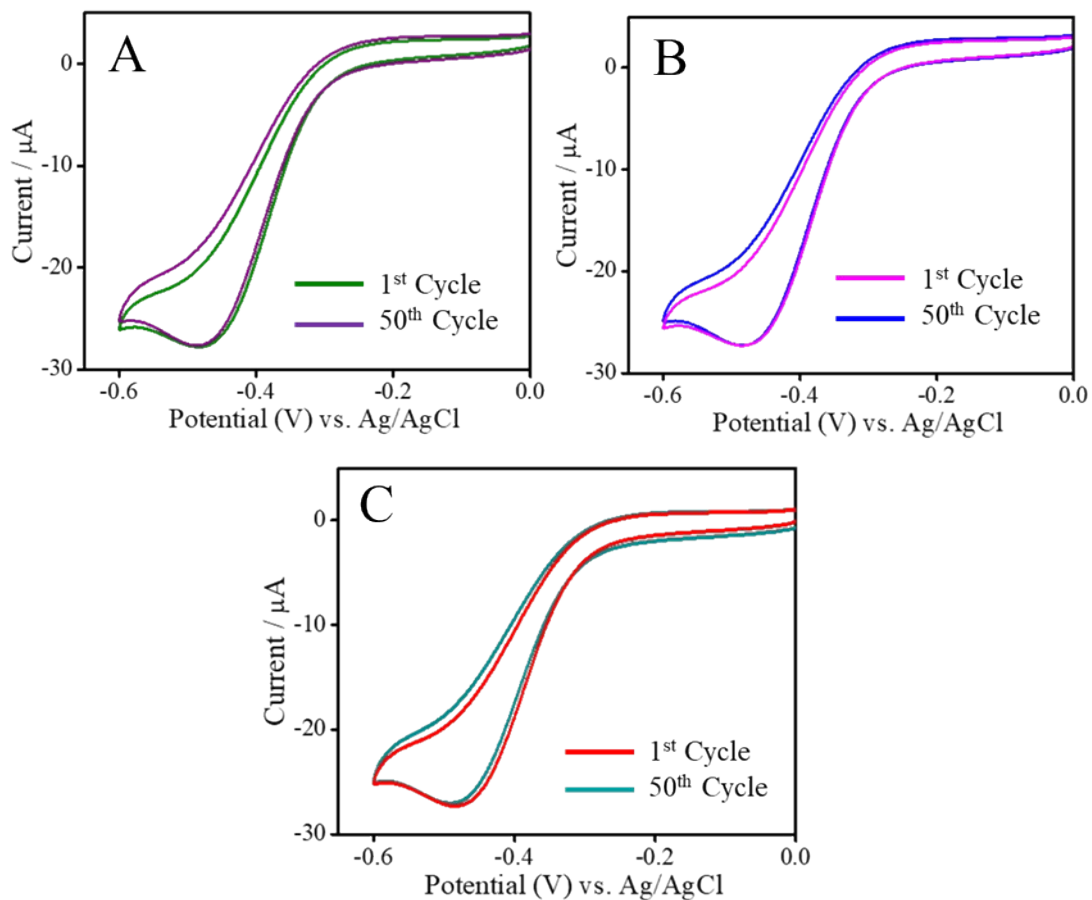 A
0
-10
-20
-30
Current / μA
1st Cycle
50th Cycle
-0.6 -0.4 -0.2 0.0
Potential (V) vs. Ag/AgCl
B
0
-10
-20
-30
Current / μA
1st Cycle
50th Cycle
-0.6 -0.4 -0.2 0.0
Potential (V) vs. Ag/AgCl
C
0
-10
-20
-30
Current / μA
1st Cycle
50th Cycle
-0.6 -0.4 -0.2 0.0
Potential (V) vs. Ag/AgCl